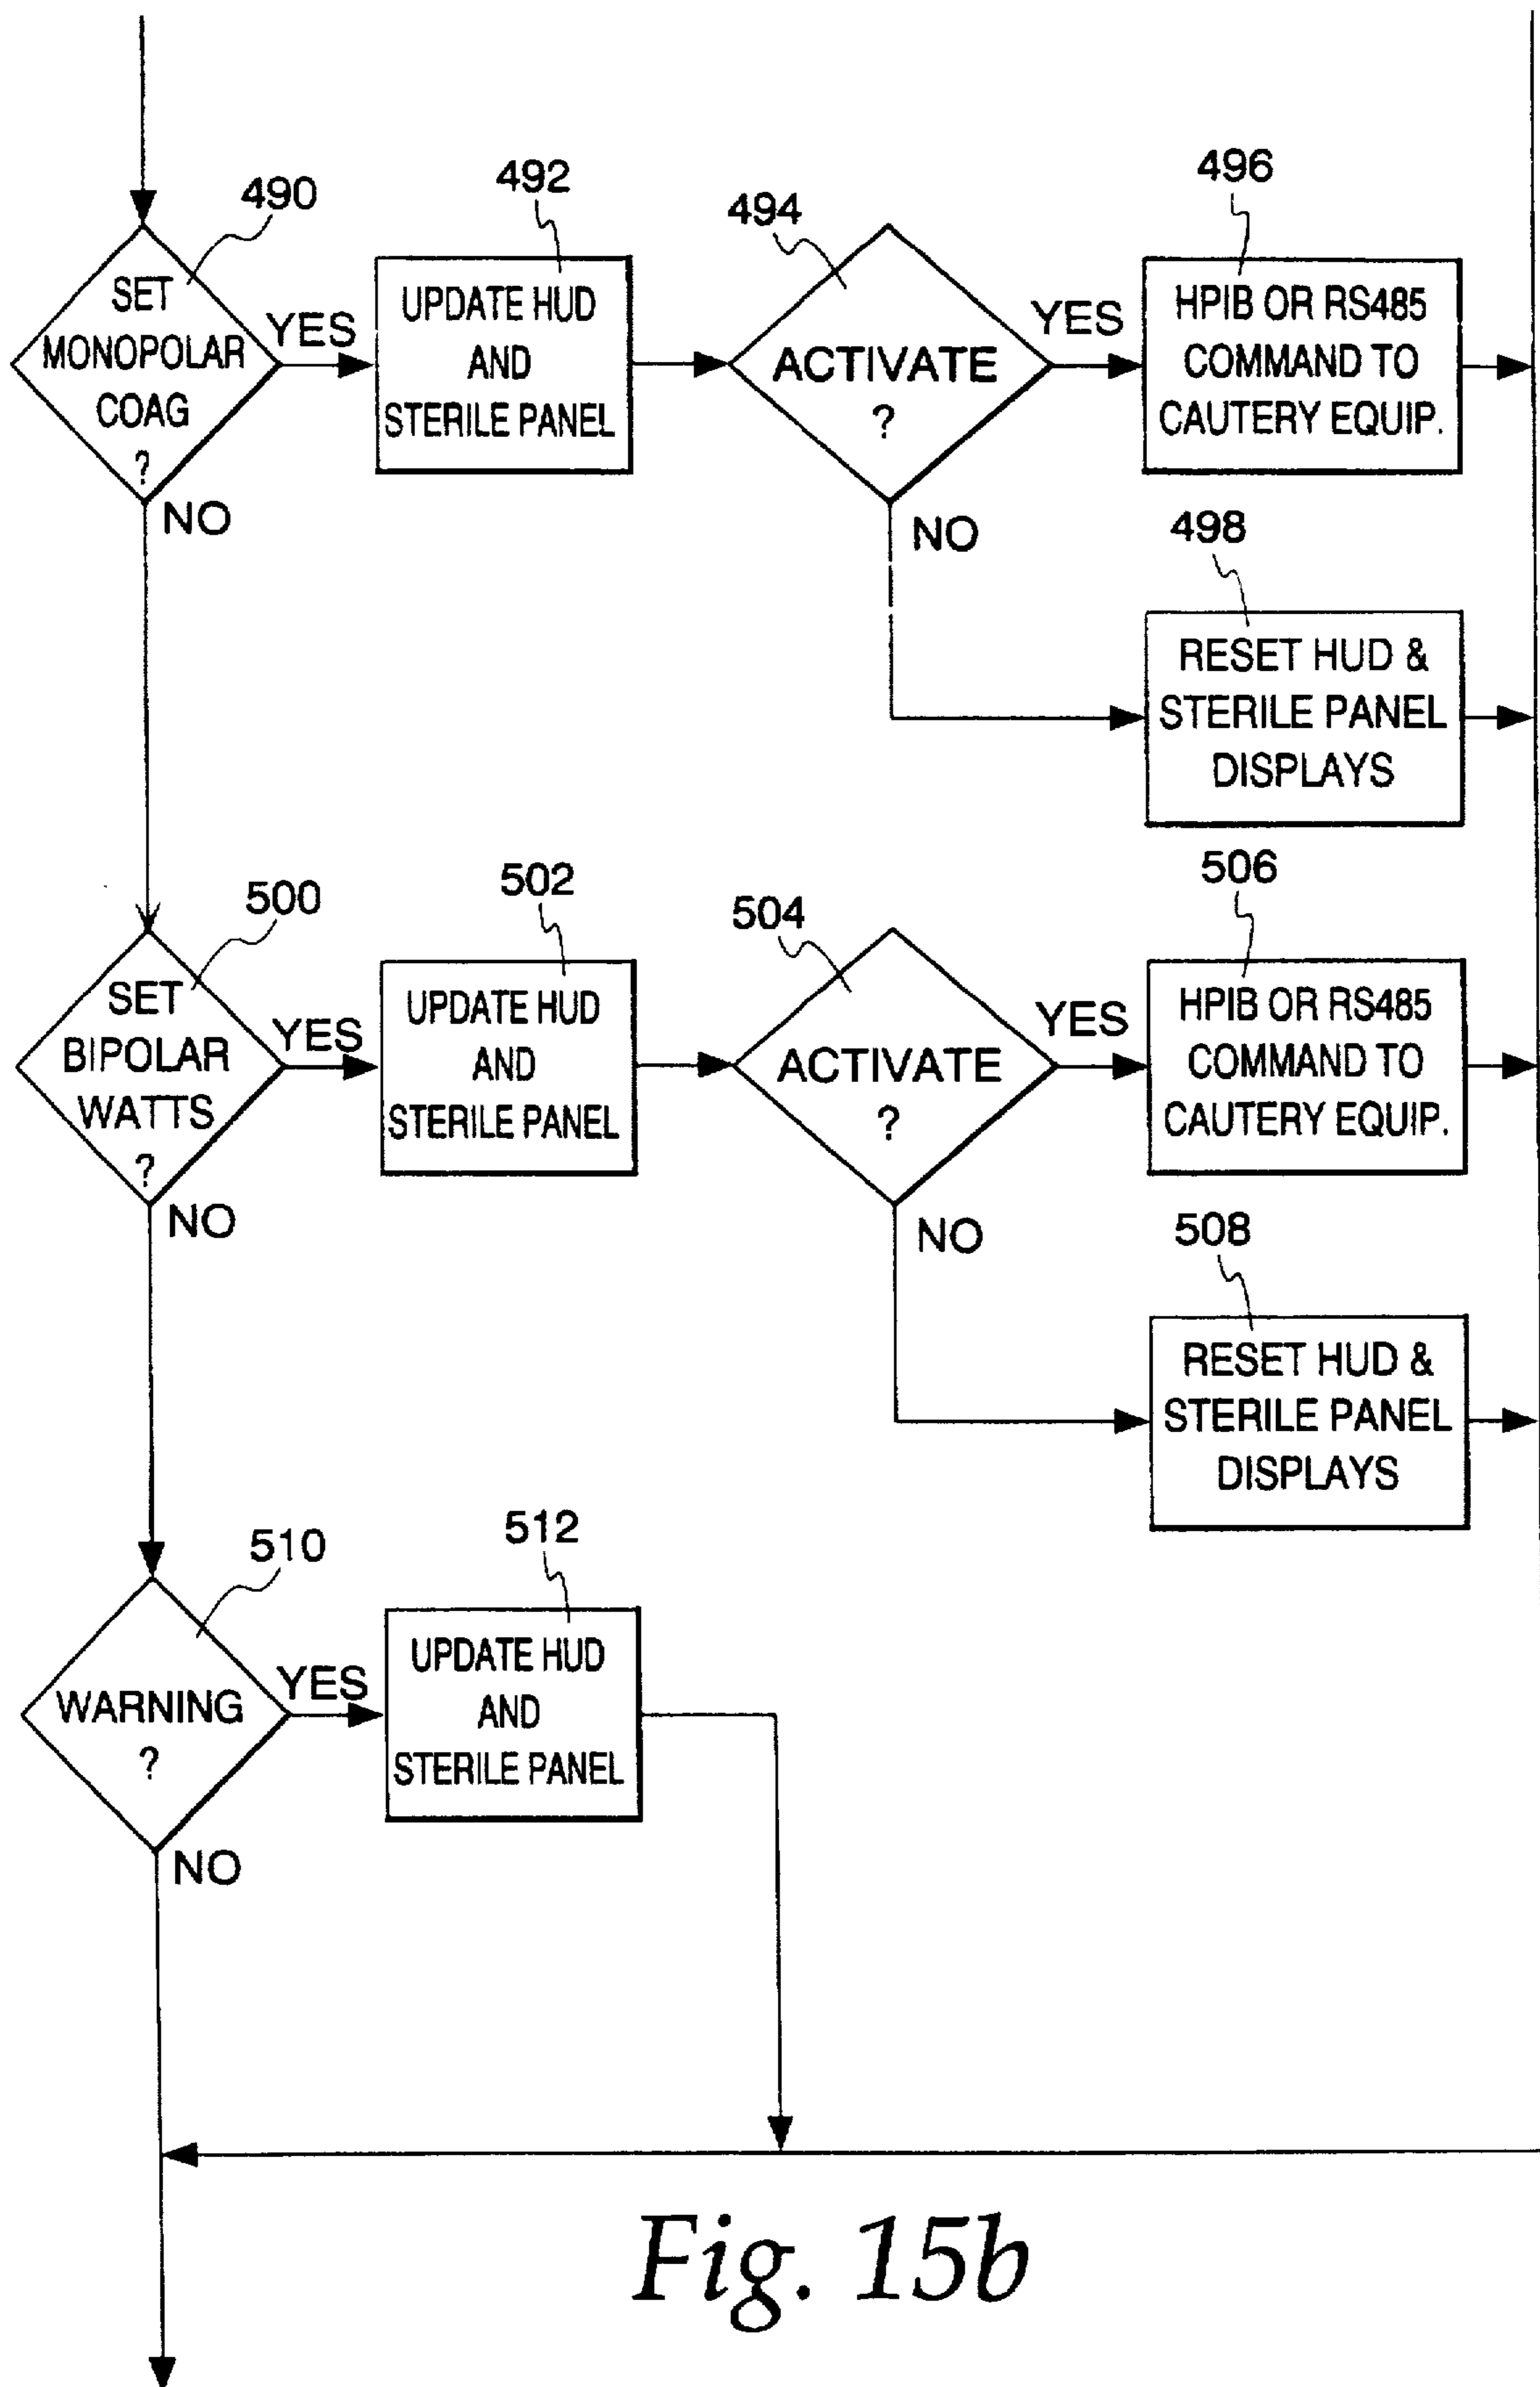 490
492
494
496
SET
MONOPOLAR
COAG
?
YES
NO
UPDATE HUD
AND
STERILE PANEL
ACTIVATE
?
YES
NO
HPIB OR RS485
COMMAND TO
CAUTERY EQUIP.
498
RESET HUD &
STERILE PANEL
DISPLAYS
500
502
504
506
SET
BIPOLAR
WATTS
?
YES
NO
UPDATE HUD
AND
STERILE PANEL
ACTIVATE
?
YES
NO
HPIB OR RS485
COMMAND TO
CAUTERY EQUIP.
508
RESET HUD &
STERILE PANEL
DISPLAYS
510
512
WARNING
?
YES
NO
UPDATE HUD
AND
STERILE PANEL
Fig. 15b